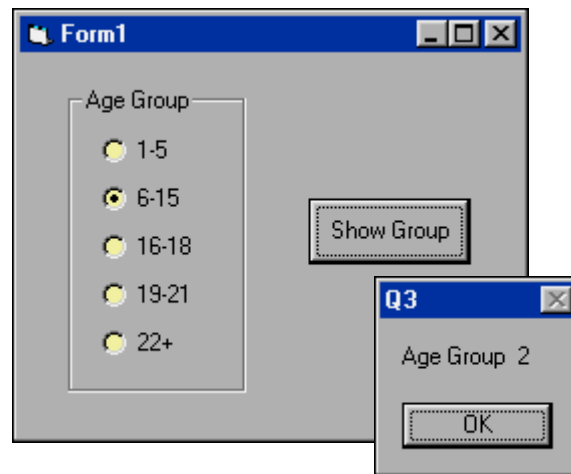 Form1
Age Group
1-5
6-15
16-18
19-21
22+
Show Group
Q3
Age Group 2
OK